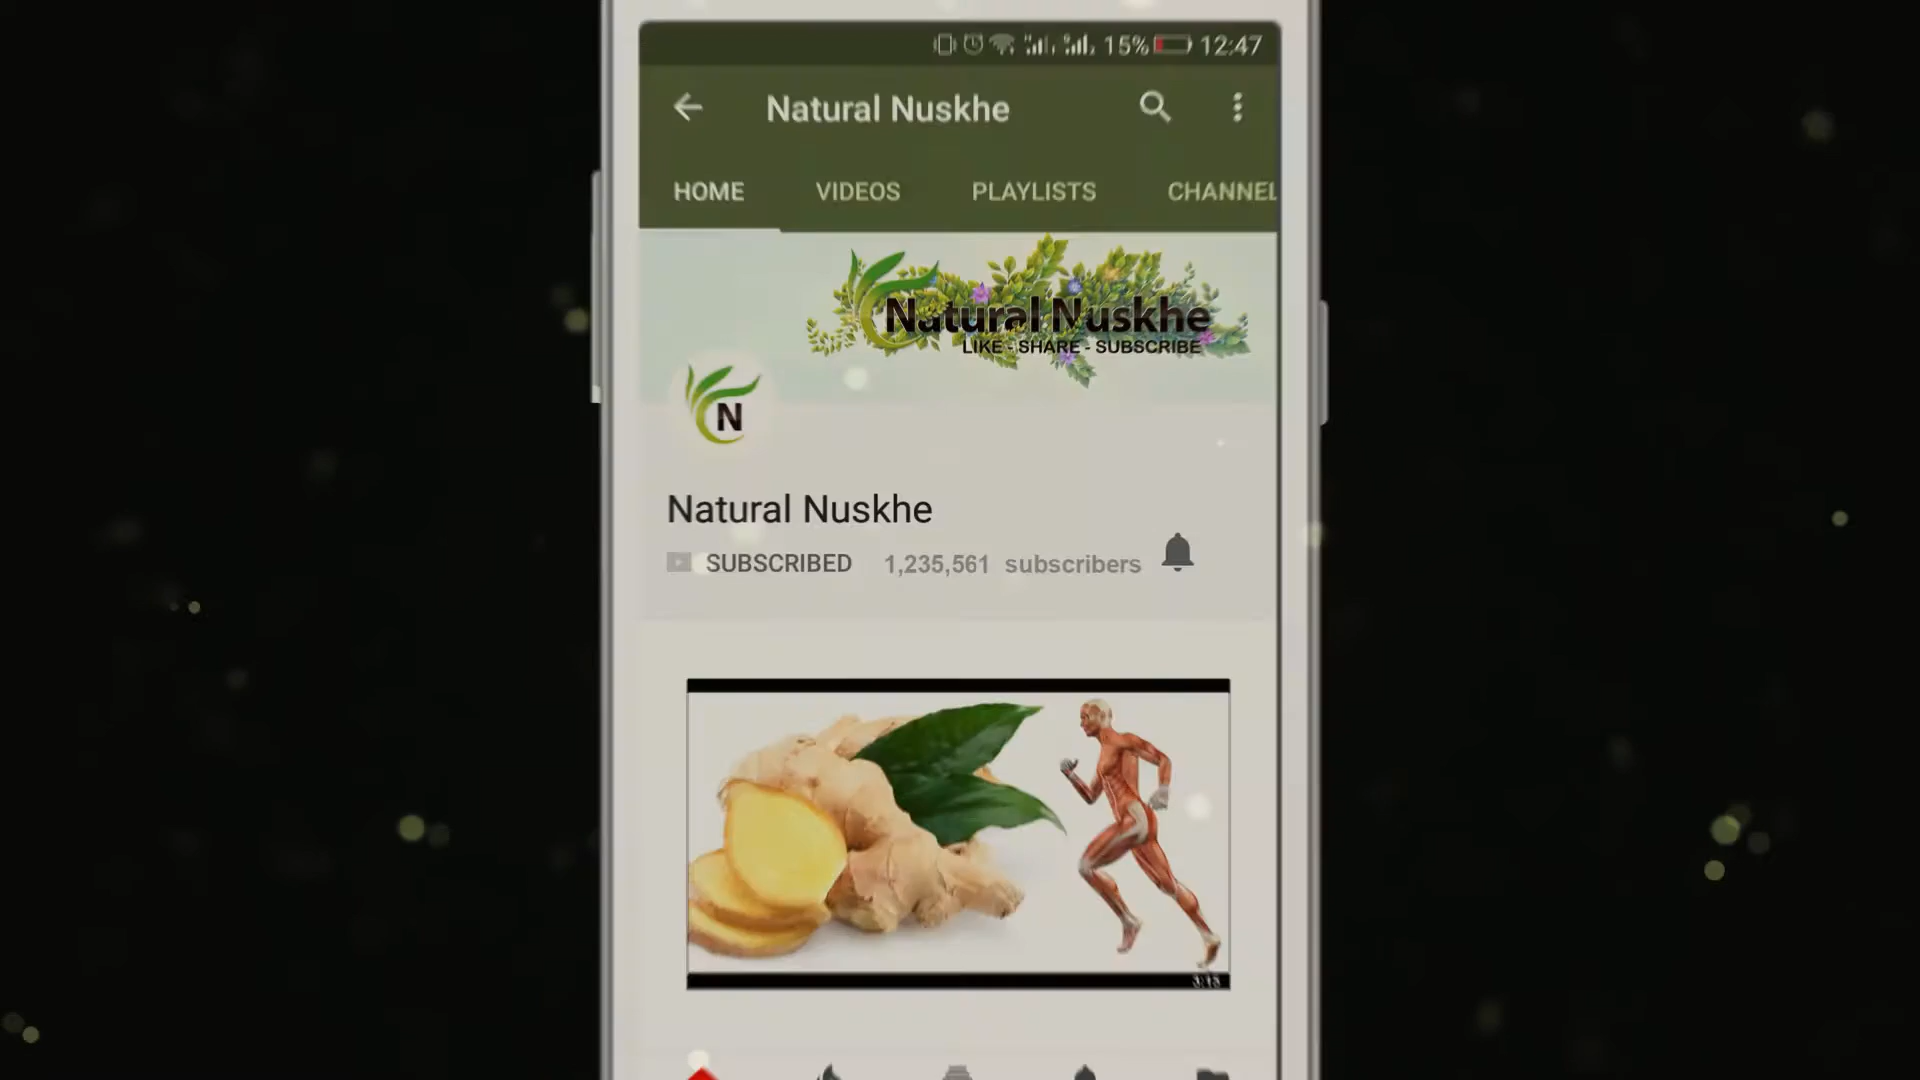 15% 12:47
Natural Nuskhe
HOME VIDEOS PLAYLISTS CHANNEL
Natural Nuskhe
LIKE - SHARE - SUBSCRIBE
N
Natural Nuskhe
SUBSCRIBED 1,235,561 subscribers